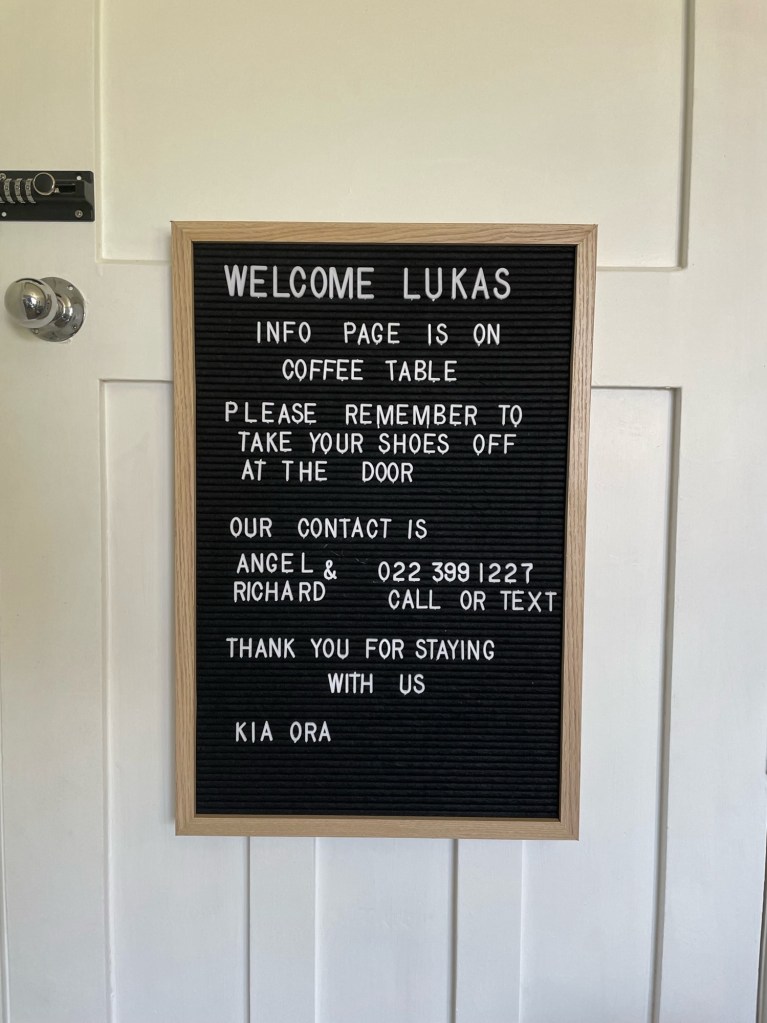 WELCOME LUKAS
INFO PAGE IS ON
COFFEE TABLE
PLEASE REMEMBER TO
TAKE YOUR SHOES OFF
AT THE DOOR
OUR CONTACT IS
ANGEL &
RICHARD
022 399 1227
CALL OR TEXT
THANK YOU FOR STAYING
WITH US
KIA ORA